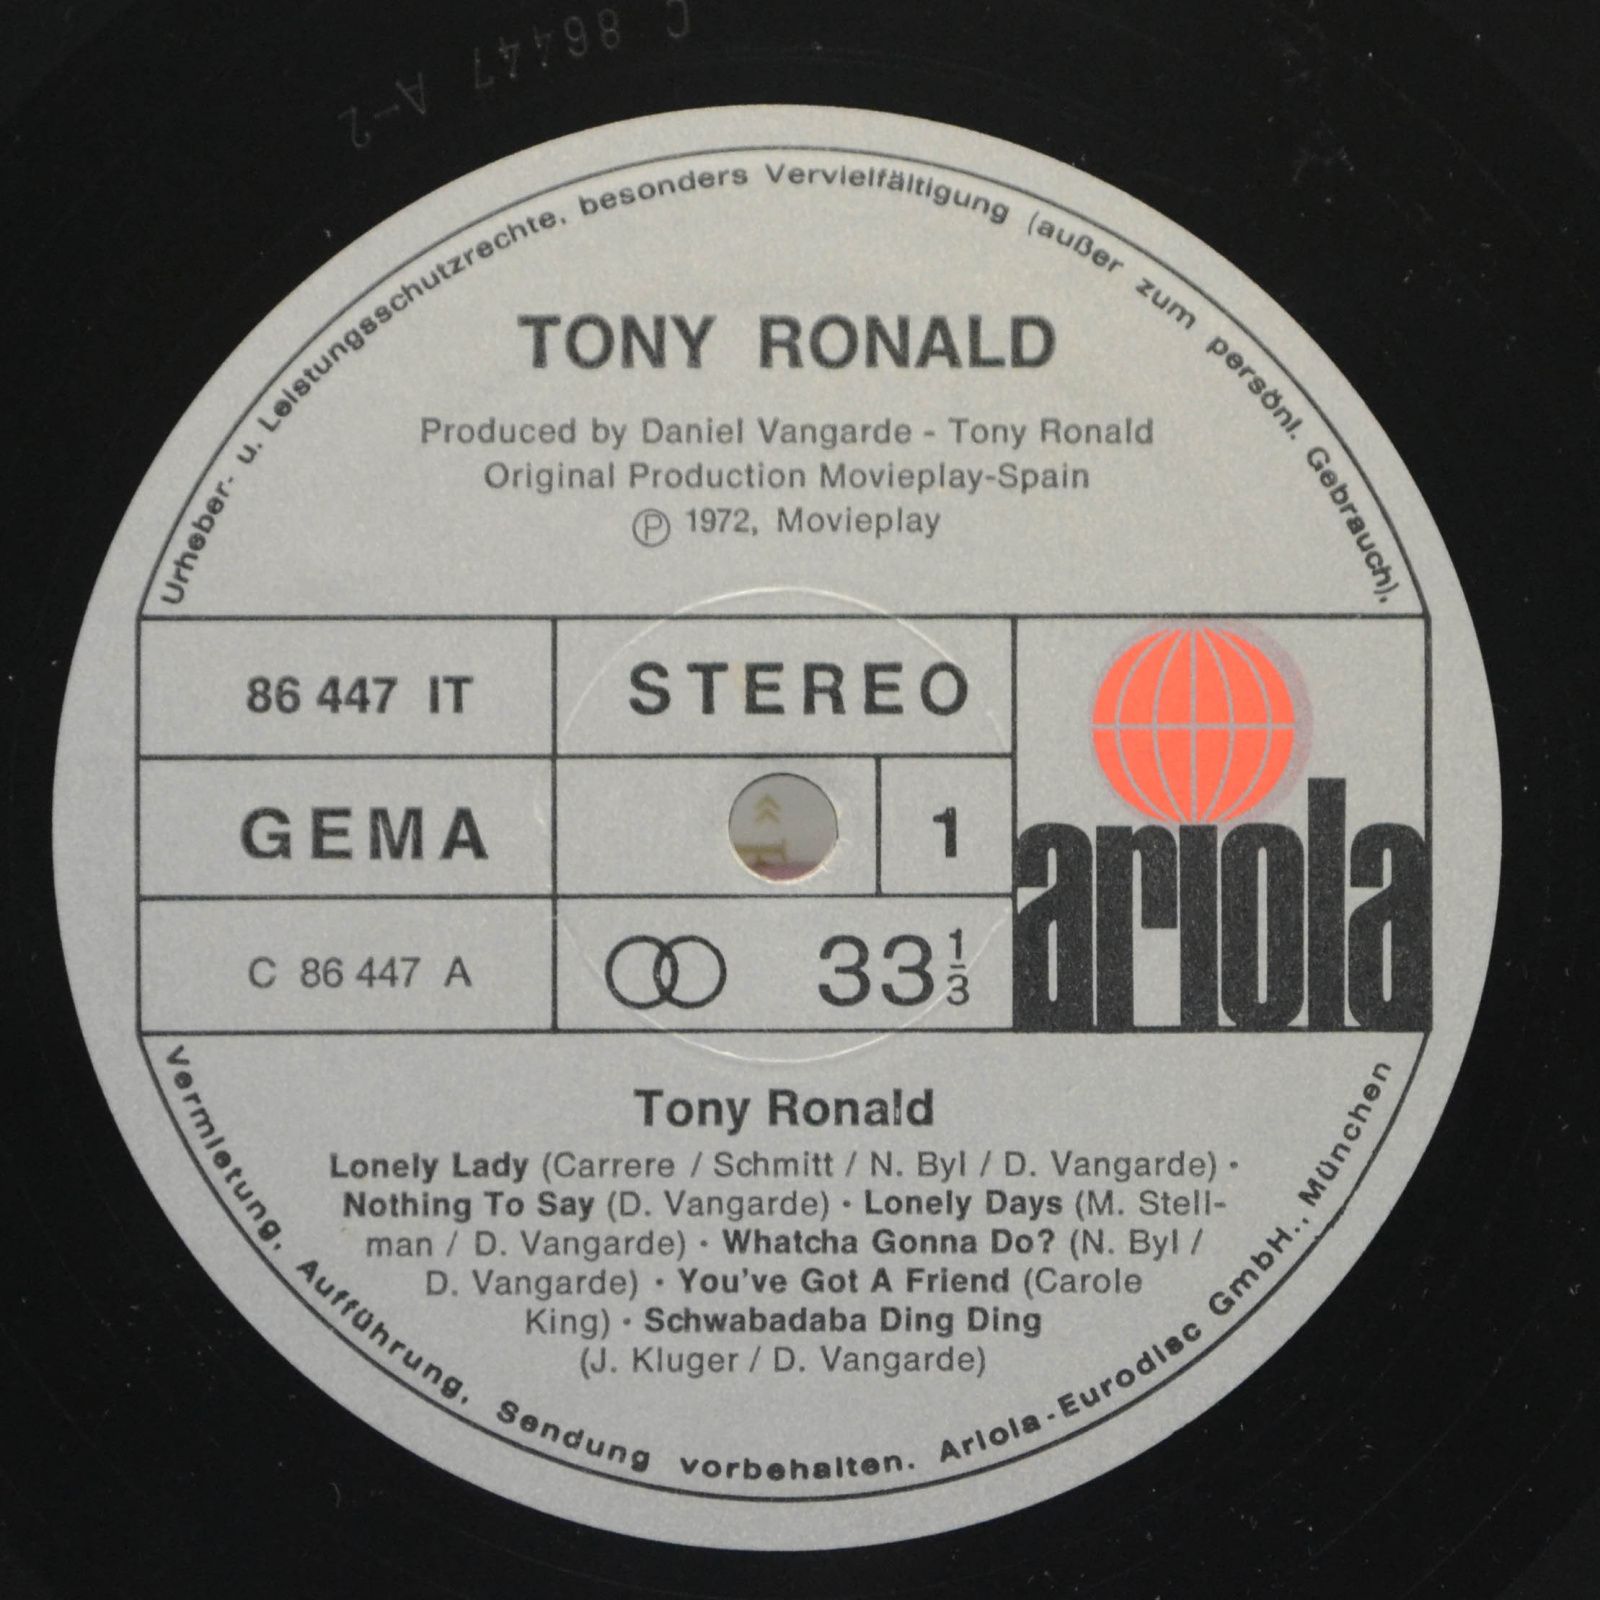 C 86447 A-2
Urheber- u. Leistungsschutzrechte, besonders Vervielfältigung (außer zum persönl. Gebrauch),
TONY RONALD
Produced by Daniel Vangarde - Tony Ronald
Original Production Movieplay-Spain
℗ 1972, Movieplay
86 447 IT
STEREO
GEMA
1
ariola
C 86 447 A
33 1/3
Tony Ronald
Lonely Lady (Carrere / Schmitt / N. Byl / D. Vangarde) •
Nothing To Say (D. Vangarde) • Lonely Days (M. Stell-
man / D. Vangarde) • Whatcha Gonna Do? (N. Byl /
D. Vangarde) • You've Got A Friend (Carole
King) • Schwabadaba Ding Ding
(J. Kluger / D. Vangarde)
Vermietung, Aufführung, Sendung vorbehalten. Ariola-Eurodisc GmbH., München